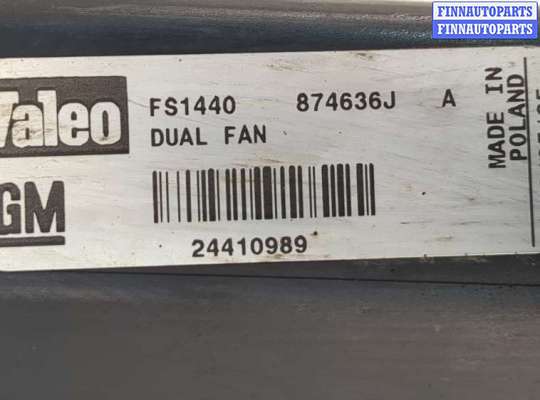 FINNAUTOPARTS
FINNAUTOPARTS
Valeo
FS1440 874636J A
DUAL FAN
MADE IN
POLAND
GM
24410989